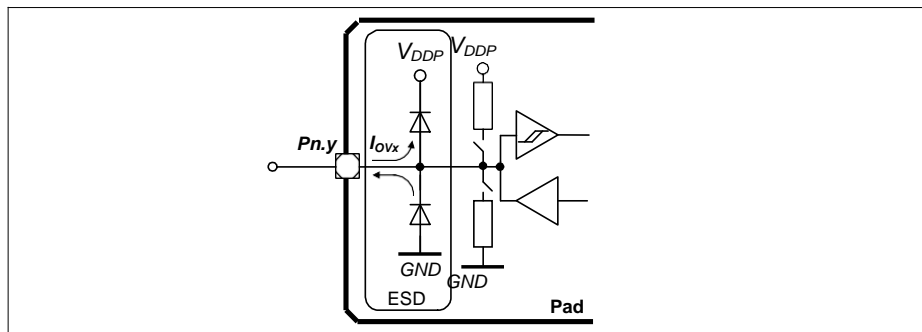 VDDP VDDP
Pn.y IOVx
GND GND
ESD
Pad